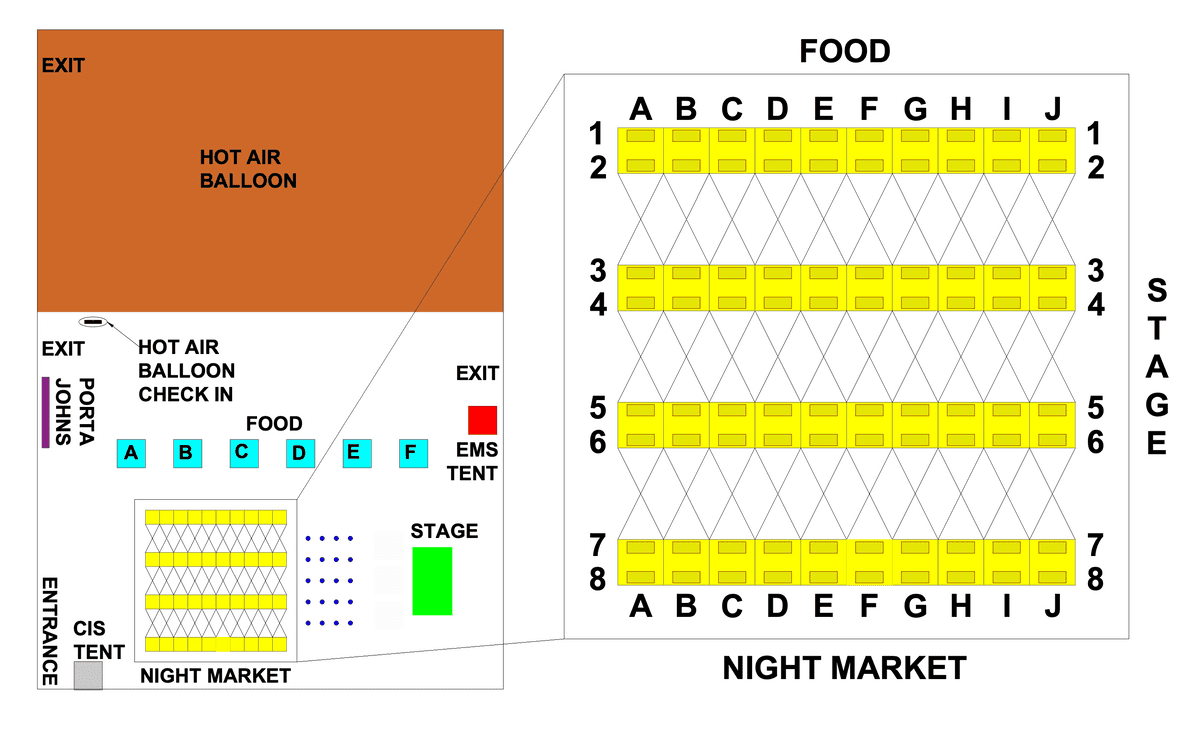 EXIT
HOT AIR
BALLOON
EXIT
HOT AIR
BALLOON
CHECK IN
PORTA
JOHNS
EXIT
FOOD
A B C D E F
EMS
TENT
STAGE
ENTRANCE
CIS
TENT
NIGHT MARKET
FOOD
A B C D E F G H I J
1 1
2 2
3 3
4 4
5 5
6 6
7 7
8 8
A B C D E F G H I J
STAGE
NIGHT MARKET